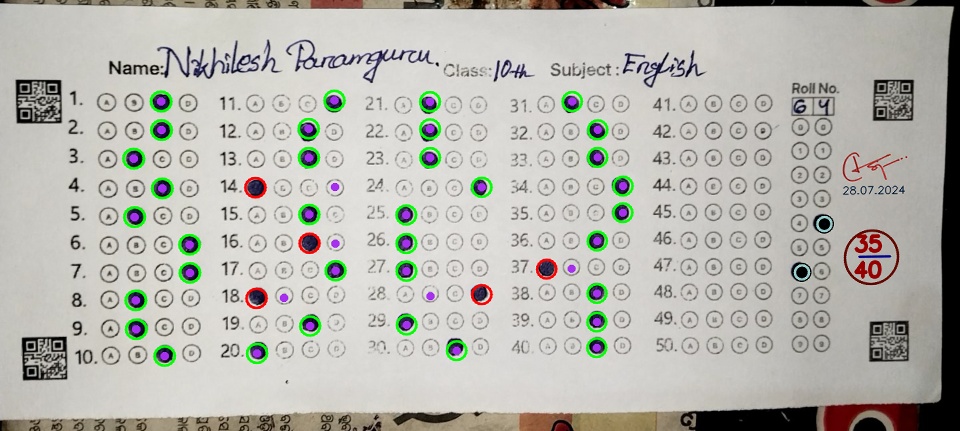 Name: Nikhilesh Paramguru. Class: 10th Subject: English
Roll No.
6 4
1. A B D 11. A B C 21. A C D 31. A C D 41. A B C D
2. A B D 12. A B D 22. A C D 32. A B D 42. A B C D
3. A C D 13. A B D 23. A C D 33. A B D 43. A B C D
4. A B D 14. B C 24. A B C 34. A B C 44. A B C D
5. A C D 15. A B D 25. B C D 35. A B C 45. A B C D
6. A B C 16. A B 26. B C D 36. A B D 46. A B C D
7. A B C 17. A B C 27. B C D 37. C D 47. A B C D
8. A C D 18. C D 28. A C 38. A B D 48. A B C D
9. A C D 19. A B D 29. B C D 39. A B D 49. A B C D
10. A B D 20. B C D 30. A B D 40. A B D 50. A B C D
0 0
1 1
2 2
3 3
4
5 5
6
7 7
8 8
9 9
28.07.2024
35
40